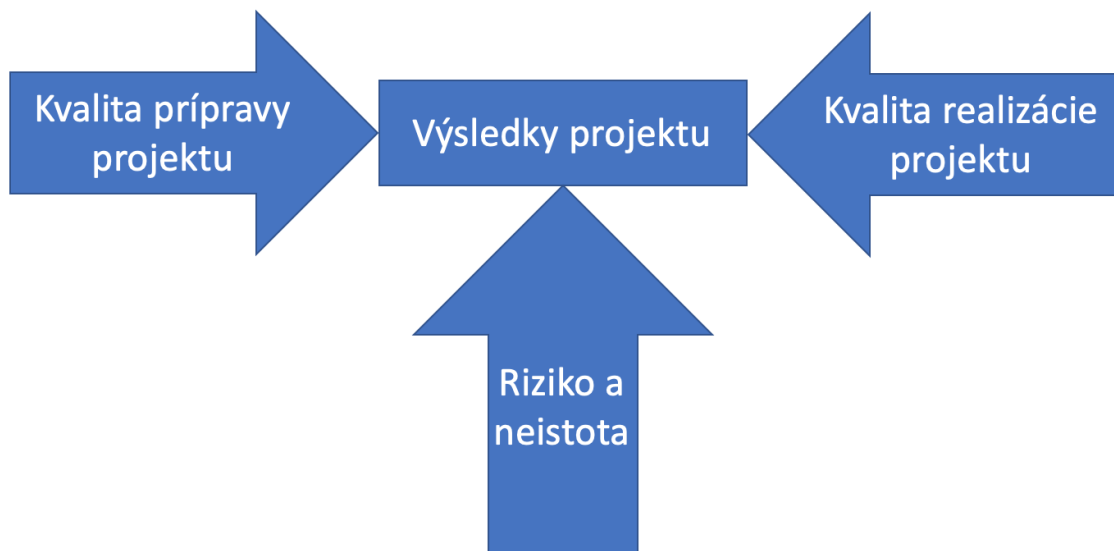 Kvalita prípravy
projektu
Výsledky projektu
Kvalita realizácie
projektu
Riziko a
neistota